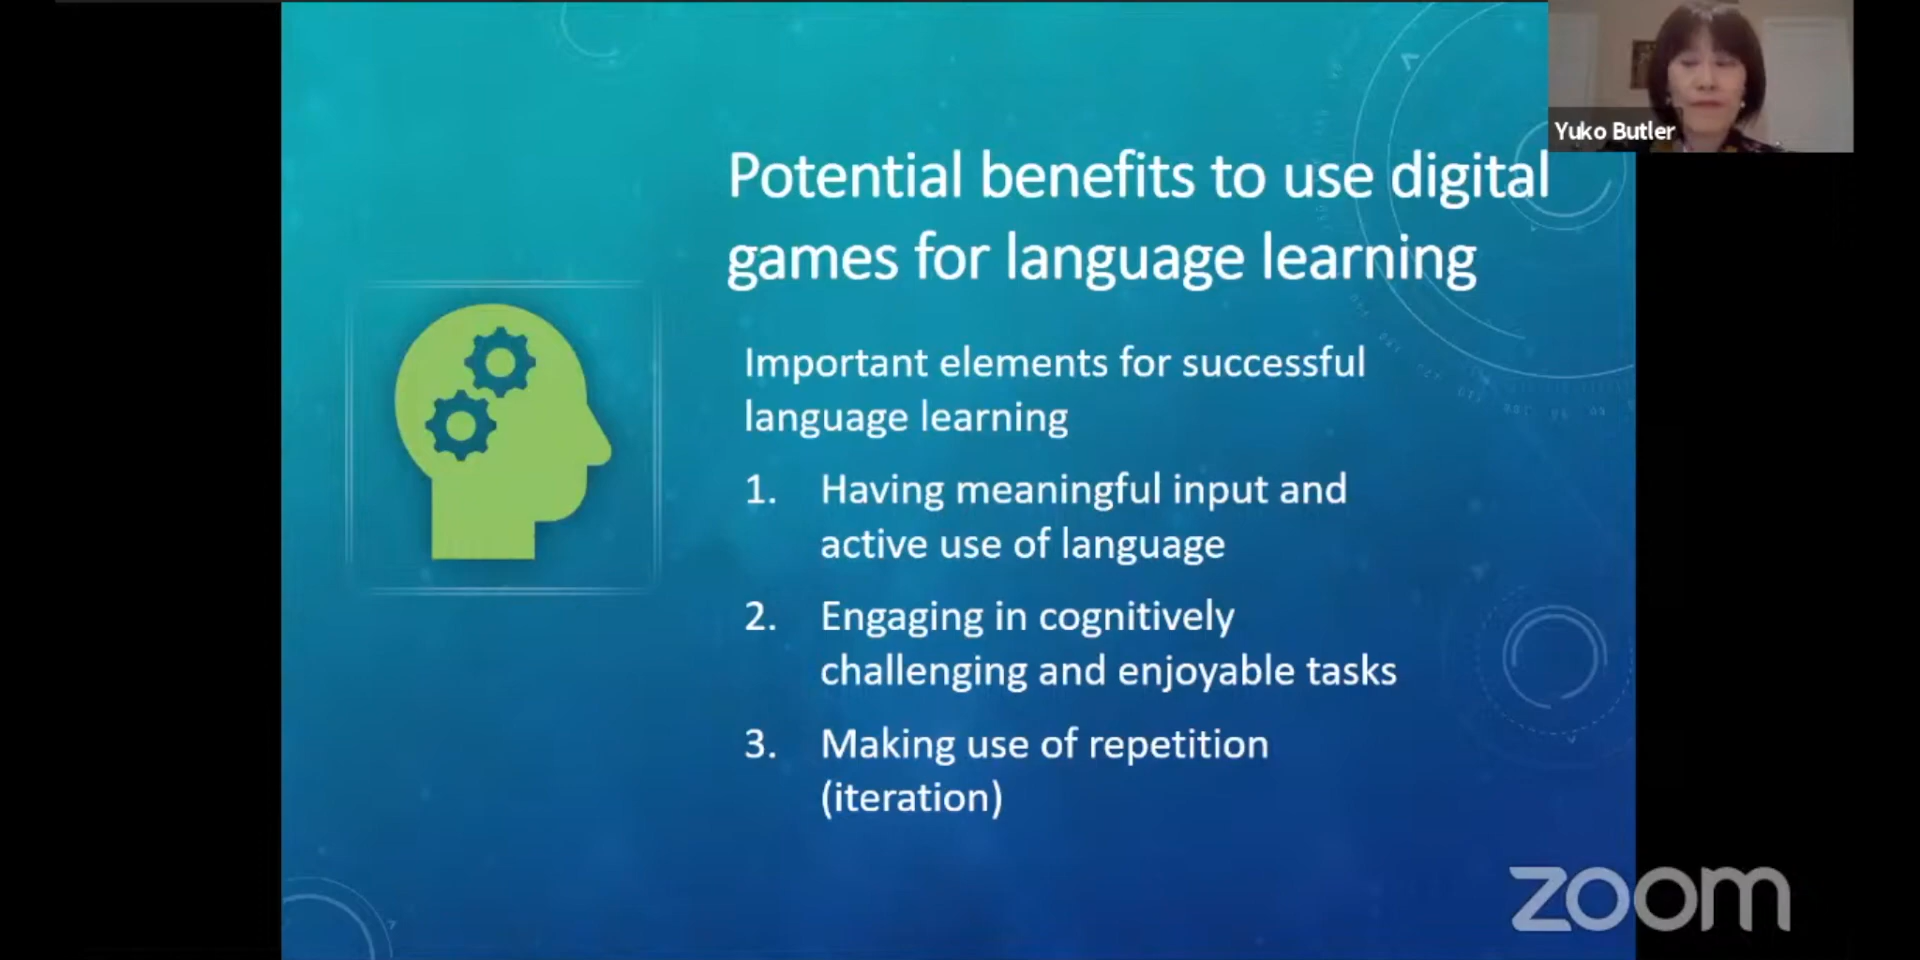 Yuko Butler
Potential benefits to use digital
games for language learning
Important elements for successful
language learning
1. Having meaningful input and
active use of language
2. Engaging in cognitively
challenging and enjoyable tasks
3. Making use of repetition
(iteration)
zoom